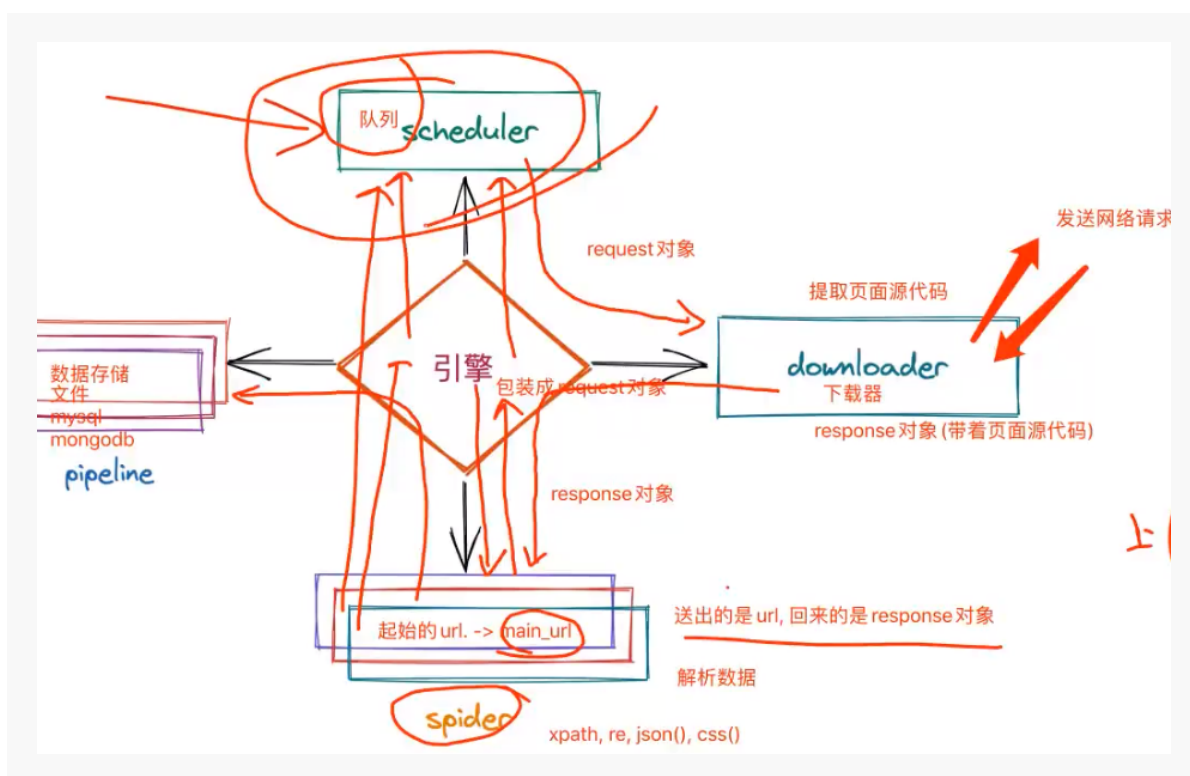 队列
scheduler
发送网络请求
request对象
提取页面源代码
引擎
downloader
包装成request对象
下载器
数据存储
文件
mysql
mongodb
pipeline
response对象(带着页面源代码)
response对象
上
起始的url. -> main_url
送出的是url, 回来的是response对象
解析数据
spider
xpath, re, json(), css()